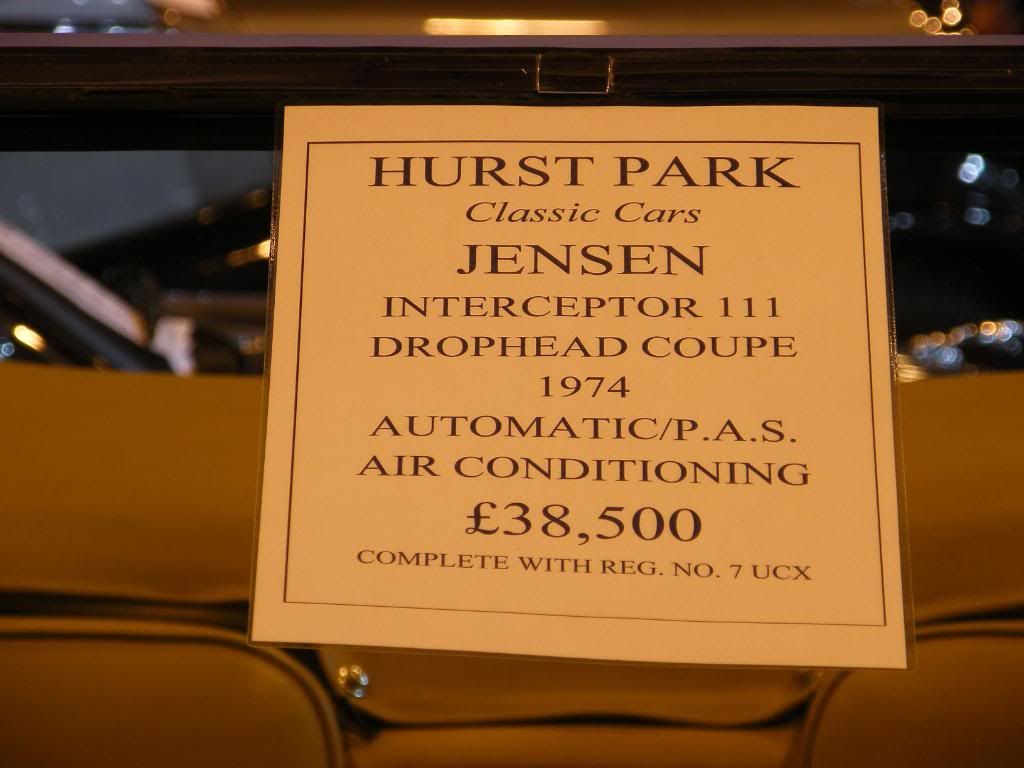 HURST PARK
Classic Cars
JENSEN
INTERCEPTOR 111
DROPHEAD COUPE
1974
AUTOMATIC/P.A.S.
AIR CONDITIONING
£38,500
COMPLETE WITH REG. NO. 7 UCX